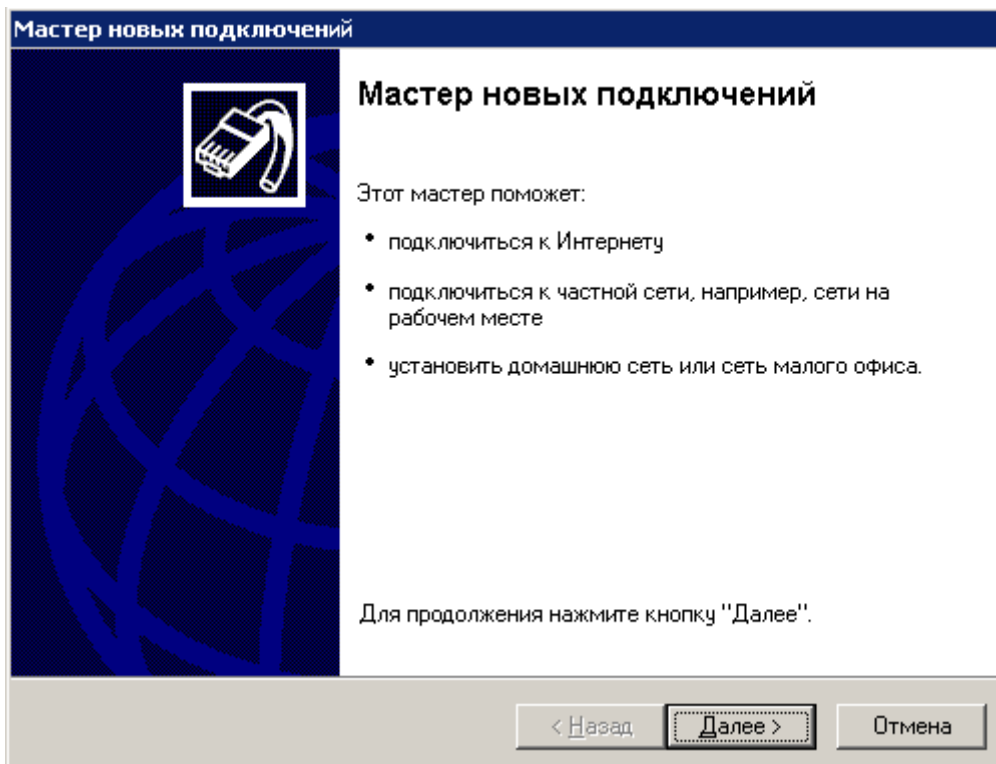 Мастер новых подключений
Мастер новых подключений
Этот мастер поможет:
• подключиться к Интернету
• подключиться к частной сети, например, сети на
рабочем месте
• установить домашнюю сеть или сеть малого офиса.
Для продолжения нажмите кнопку "Далее".
< Назад
Далее >
Отмена